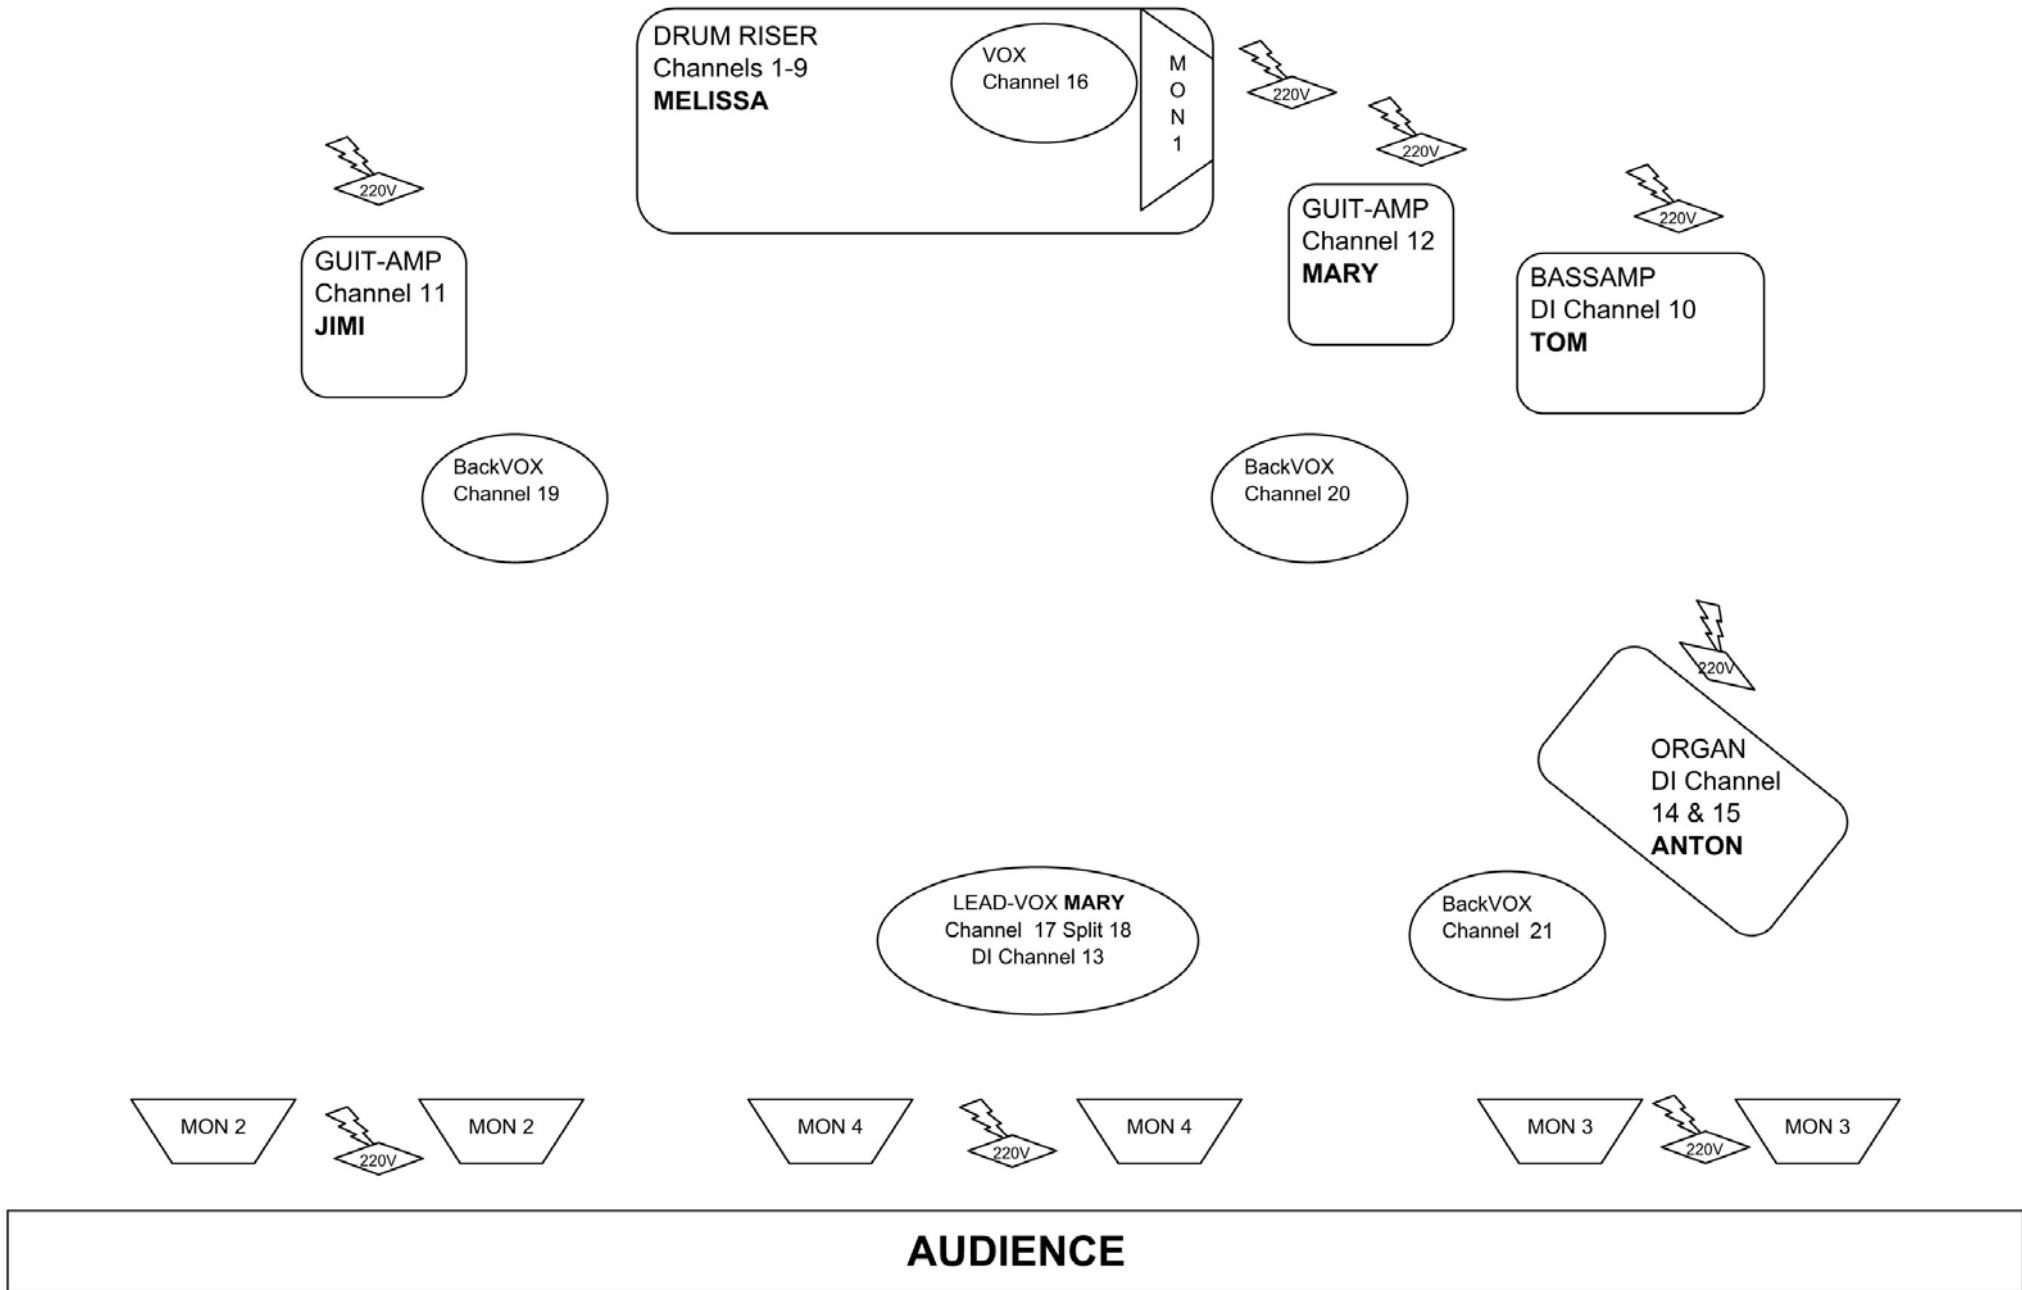 DRUM RISER
Channels 1-9
MELISSA
VOX
Channel 16
M
O
N
1
220V
220V
220V
220V
GUIT-AMP
Channel 11
JIMI
GUIT-AMP
Channel 12
MARY
BASSAMP
DI Channel 10
TOM
BackVOX
Channel 19
BackVOX
Channel 20
220V
ORGAN
DI Channel
14 & 15
ANTON
LEAD-VOX MARY
Channel 17 Split 18
DI Channel 13
BackVOX
Channel 21
MON 2
220V
MON 2
MON 4
220V
MON 4
MON 3
220V
MON 3
AUDIENCE